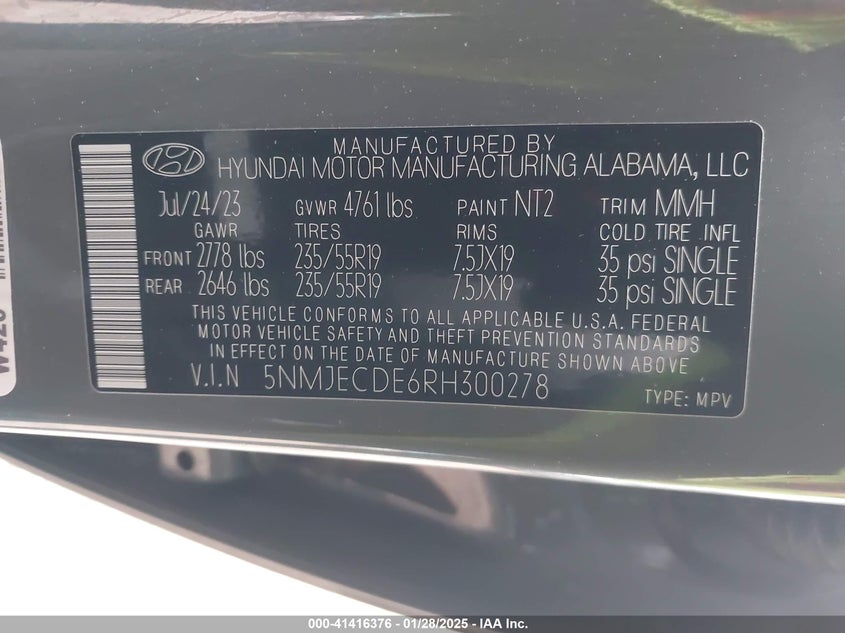 MANUFACTURED BY
HYUNDAI MOTOR MANUFACTURING ALABAMA, LLC
Jul/24/23 GVWR 4761 lbs PAINT NT2 TRIM MMH
GAWR TIRES RIMS COLD TIRE INFL
FRONT 2778 lbs 235/55R19 7.5JX19 35 psi SINGLE
REAR 2646 lbs 235/55R19 7.5JX19 35 psi SINGLE
THIS VEHICLE CONFORMS TO ALL APPLICABLE U.S.A. FEDERAL
MOTOR VEHICLE SAFETY AND THEFT PREVENTION STANDARDS
IN EFFECT ON THE DATE OF MANUFACTURE SHOWN ABOVE
V.I.N 5NMJECDE6RH300278 TYPE: MPV
000-41416376 - 01/28/2025 - IAA Inc.